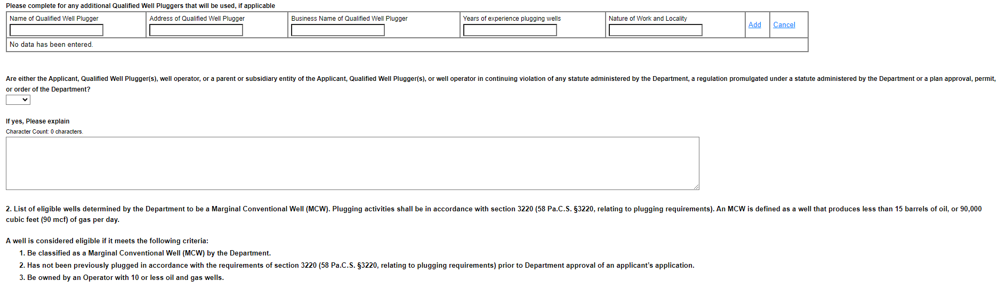 Please complete for any additional Qualified Well Pluggers that will be used, if applicable
Name of Qualified Well Plugger Address of Qualified Well Plugger Business Name of Qualified Well Plugger Years of experience plugging wells Nature of Work and Locality
Add Cancel
No data has been entered.
Are either the Applicant, Qualified Well Plugger(s), well operator, or a parent or subsidiary entity of the Applicant, Qualified Well Plugger(s), or well operator in continuing violation of any statute administered by the Department, a regulation promulgated under a statute administered by the Department or a plan approval, permit,
or order of the Department?
If yes, Please explain
Character Count: 0 characters.
2. List of eligible wells determined by the Department to be a Marginal Conventional Well (MCW). Plugging activities shall be in accordance with section 3220 (58 Pa.C.S. §3220, relating to plugging requirements). An MCW is defined as a well that produces less than 15 barrels of oil, or 90,000
cubic feet (90 mcf) of gas per day.
A well is considered eligible if it meets the following criteria:
1. Be classified as a Marginal Conventional Well (MCW) by the Department.
2. Has not been previously plugged in accordance with the requirements of section 3220 (58 Pa.C.S. §3220, relating to plugging requirements) prior to Department approval of an applicant's application.
3. Be owned by an Operator with 10 or less oil and gas wells.